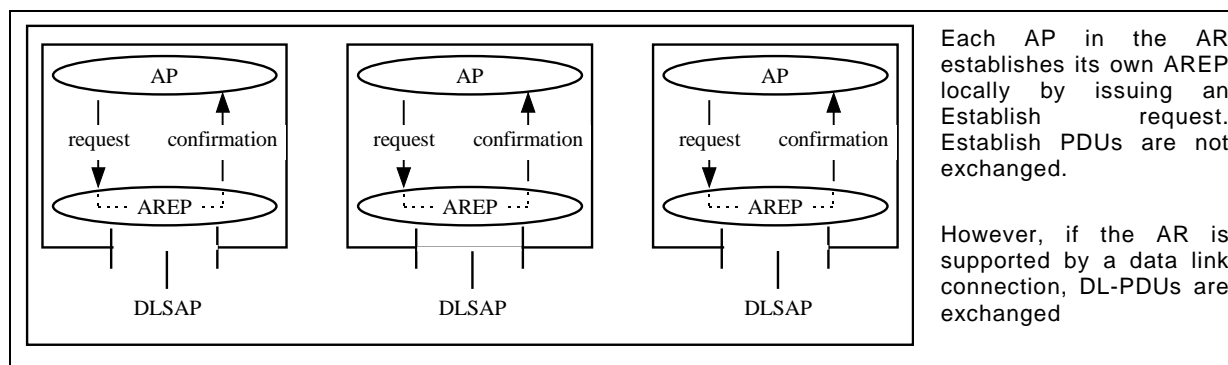 AP AP AP
request confirmation request confirmation request confirmation
AREP AREP AREP
DLSAP DLSAP DLSAP
Each AP in the AR
establishes its own AREP
locally by issuing an
Establish request.
Establish PDUs are not
exchanged.
However, if the AR is
supported by a data link
connection, DL-PDUs are
exchanged